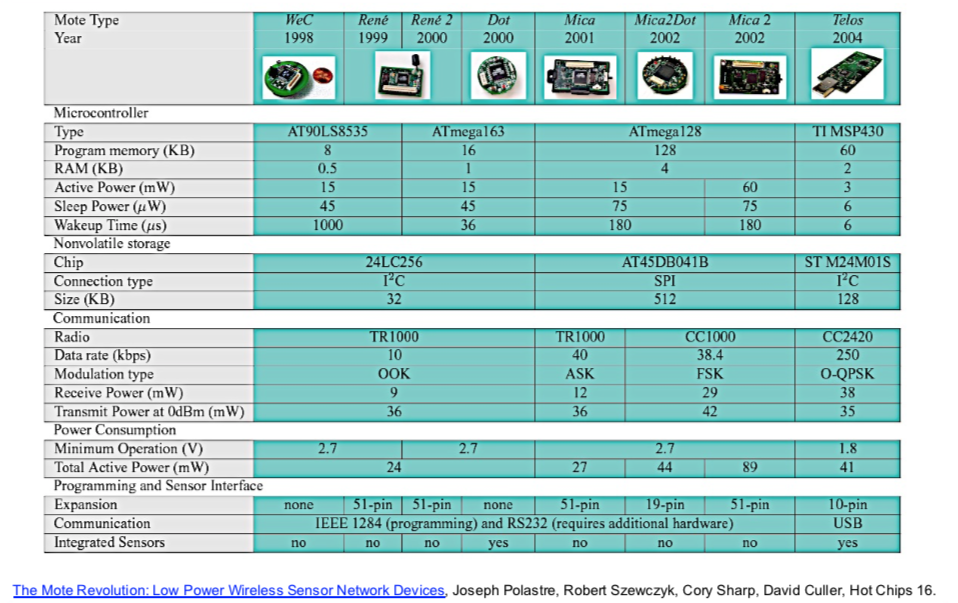 Mote Type WeC René René 2 Dot Mica Mica2Dot Mica 2 Telos
Year 1998 1999 2000 2000 2001 2002 2002 2004
Microcontroller
Type AT90LS8535 ATmega163 ATmega128 TI MSP430
Program memory (KB) 8 16 128 60
RAM (KB) 0.5 1 4 2
Active Power (mW) 15 15 15 60 3
Sleep Power (μW) 45 45 75 75 6
Wakeup Time (μs) 1000 36 180 180 6
Nonvolatile storage
Chip 24LC256 AT45DB041B ST M24M01S
Connection type I²C SPI I²C
Size (KB) 32 512 128
Communication
Radio TR1000 TR1000 CC1000 CC2420
Data rate (kbps) 10 40 38.4 250
Modulation type OOK ASK FSK O-QPSK
Receive Power (mW) 9 12 29 38
Transmit Power at 0dBm (mW) 36 36 42 35
Power Consumption
Minimum Operation (V) 2.7 2.7 2.7 1.8
Total Active Power (mW) 24 27 44 89 41
Programming and Sensor Interface
Expansion none 51-pin 51-pin none 51-pin 19-pin 51-pin 10-pin
Communication IEEE 1284 (programming) and RS232 (requires additional hardware) USB
Integrated Sensors no no no yes no no no yes
The Mote Revolution: Low Power Wireless Sensor Network Devices, Joseph Polastre, Robert Szewczyk, Cory Sharp, David Culler, Hot Chips 16.